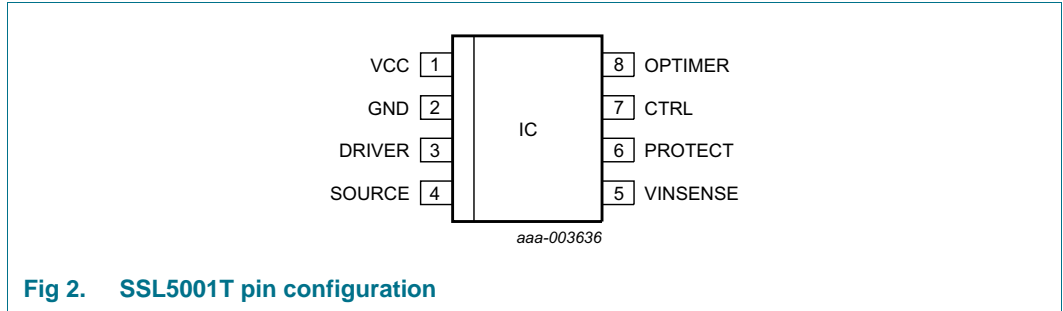 VCC 1
GND 2
DRIVER 3
SOURCE 4
IC
8 OPTIMER
7 CTRL
6 PROTECT
5 VINSENSE
aaa-003636
Fig 2. SSL5001T pin configuration